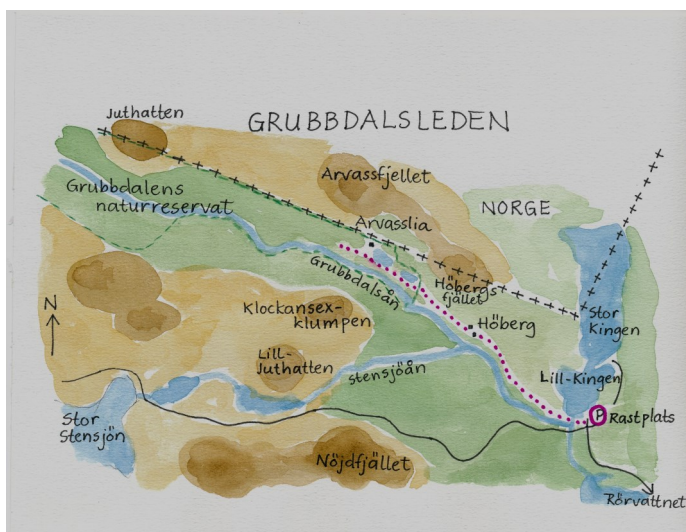 GRUBBDALSLEDEN
Juthatten
Arvassfjellet
Grubbdalens
naturreservat
NORGE
Arvasslia
Grubbdalsån
Höbergs
fjället
Klockansex-
klumpen
Höberg
Stor
Kingen
Lill-
Juthatten
Stensjöån
Lill-Kingen
N
P
Rastplats
Stor
Stensjön
Nöjdfjället
Rörvattnet